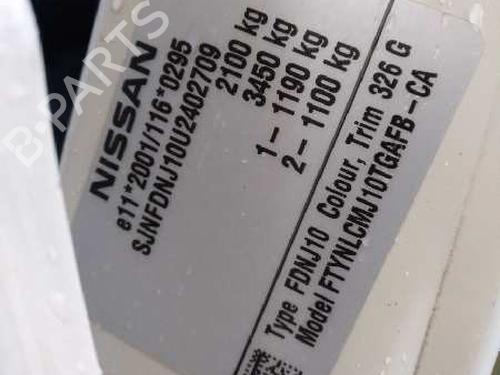 NISSAN
e11*2001/116*0295
SJNFDNJ10U2402709
2100 kg
3450 kg
1- 1190 kg
2- 1100 kg
Type FDNJ10 Colour, Trim 326 G
Model FTYNLCMJ10TGAFB-CA
B-PARTS